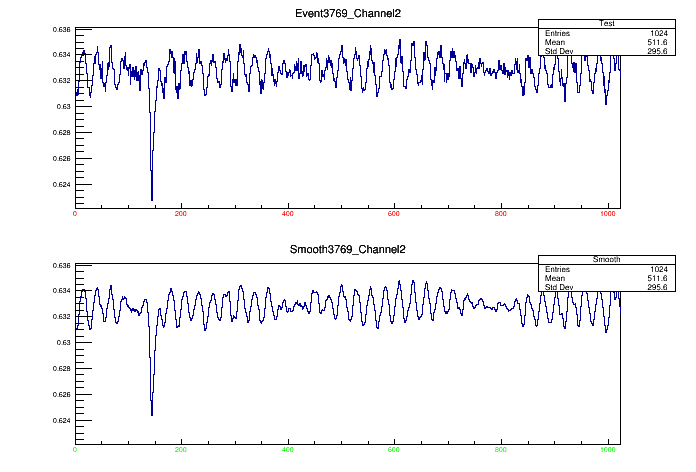 Event3769_Channel2
Test
Entries 1024
Mean 511.6
Std Dev 295.6
0.636
0.634
0.632
0.63
0.628
0.626
0.624
0 200 400 600 800 1000
Smooth3769_Channel2
Smooth
Entries 1024
Mean 511.6
Std Dev 295.6
0.636
0.634
0.632
0.63
0.628
0.626
0.624
0 200 400 600 800 1000